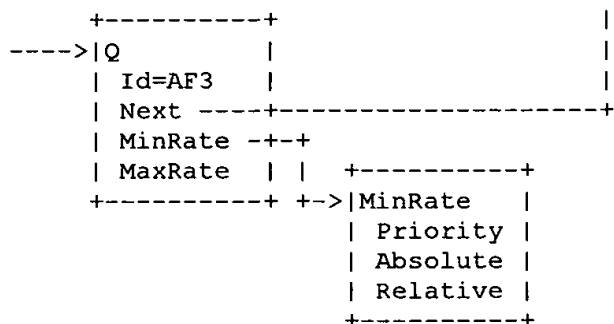 +----------+                      |
---->|Q         |                      |
     | Id=AF3   |                      |
     | Next ----+----------------------+
     | MinRate -+-+
     | MaxRate  | |  +----------+
     +----------+ +->|MinRate   |
                     | Priority |
                     | Absolute |
                     | Relative |
                     +----------+